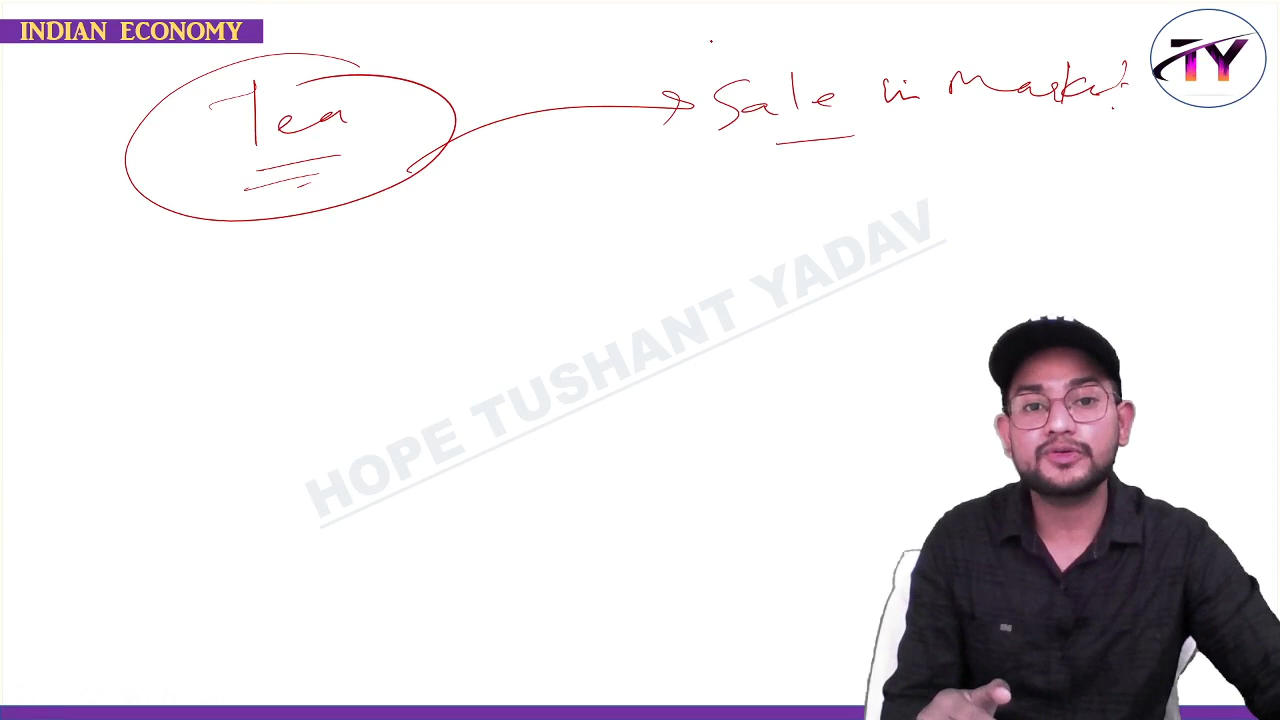 INDIAN ECONOMY
TY
Tea
Sale in Market
HOPE TUSHANT YADAV